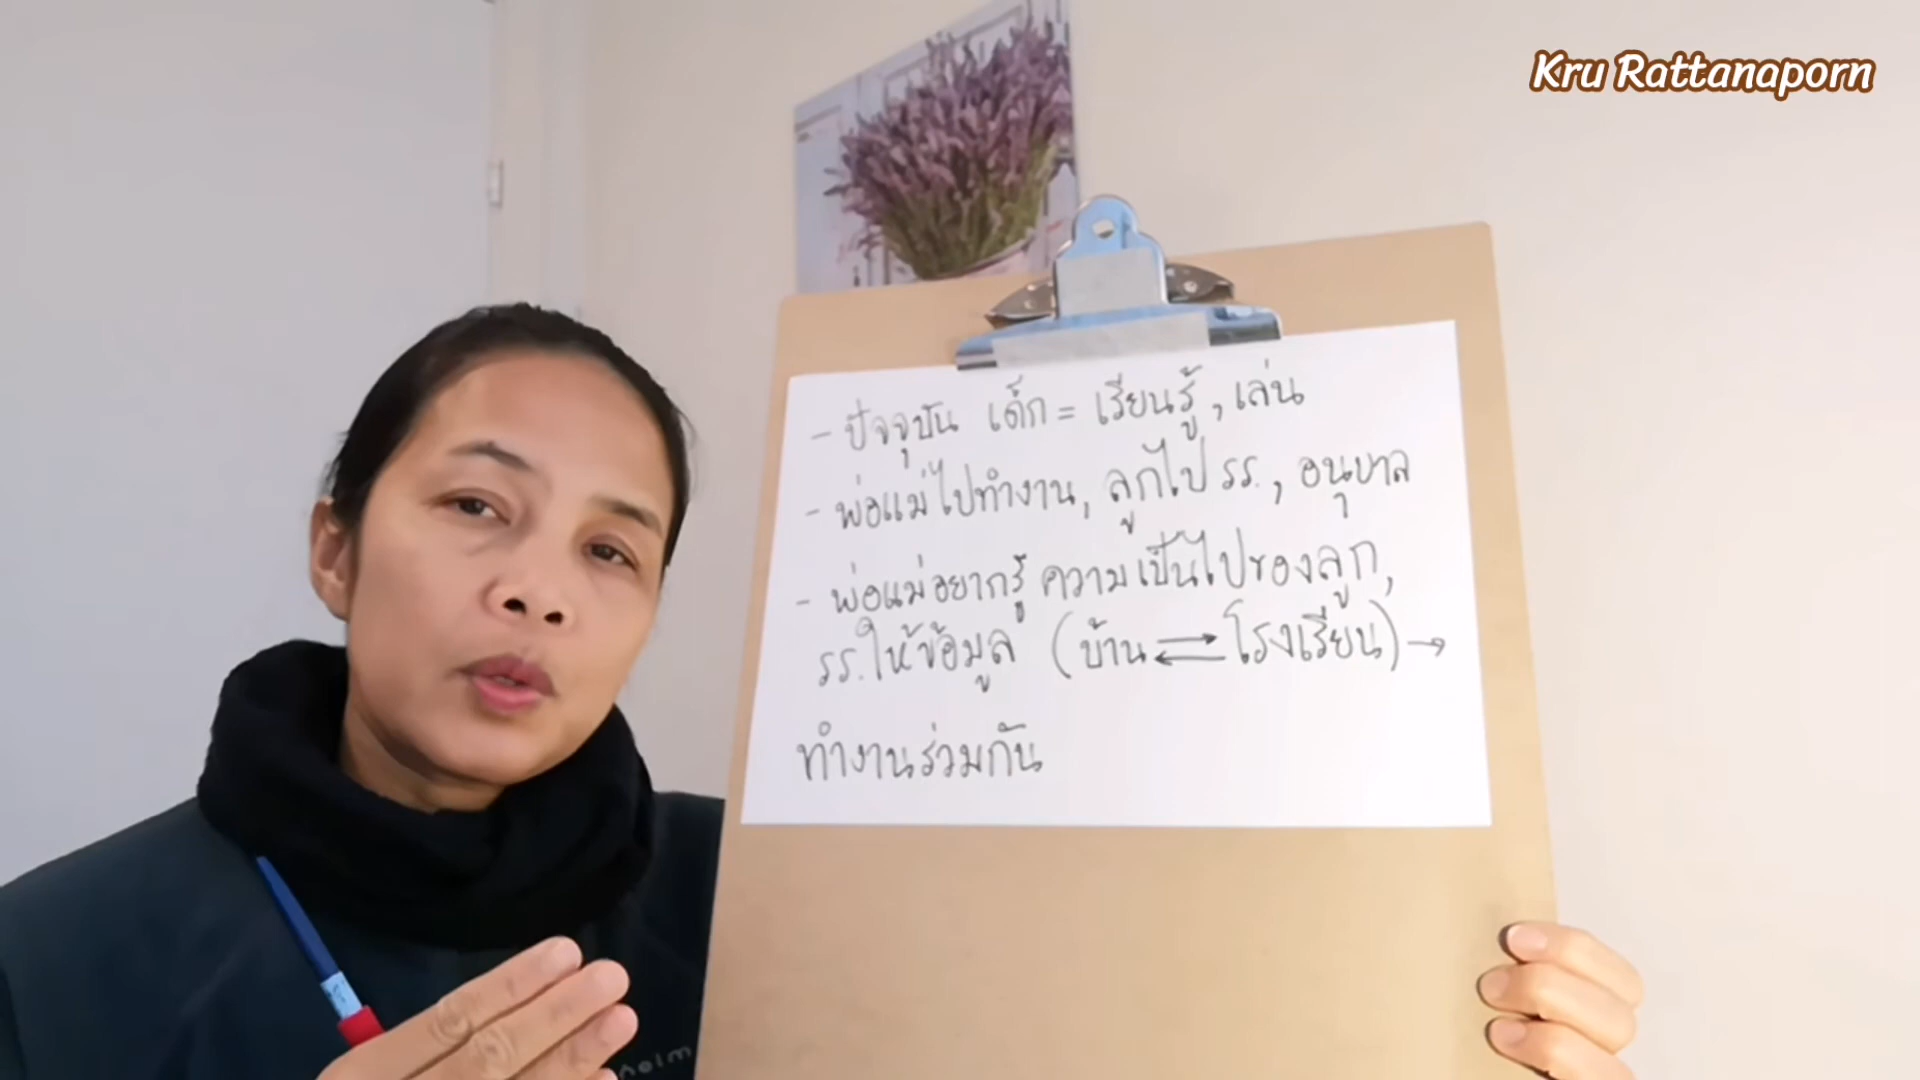 Kru Rattanaporn
- ปัจจุบัน เด็ก = เรียนรู้, เล่น
- พ่อแม่ไปทำงาน, ลูกไป รร., อนุบาล
- พ่อแม่อยากรู้ ความเป็นไปของลูก,
รร. ให้ข้อมูล (บ้าน ⇄ โรงเรียน) →
ทำงานร่วมกัน